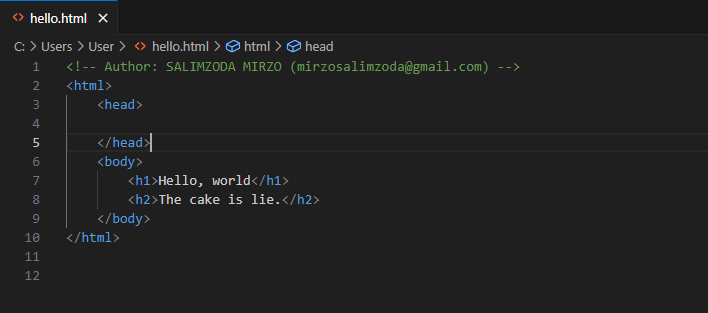 hello.html
C: > Users > User > hello.html > html > head
1 <!-- Author: SALIMZODA MIRZO (mirzosalimzoda@gmail.com) -->
2 <html>
3     <head>
4
5     </head>
6     <body>
7         <h1>Hello, world</h1>
8         <h2>The cake is lie.</h2>
9     </body>
10 </html>
11
12